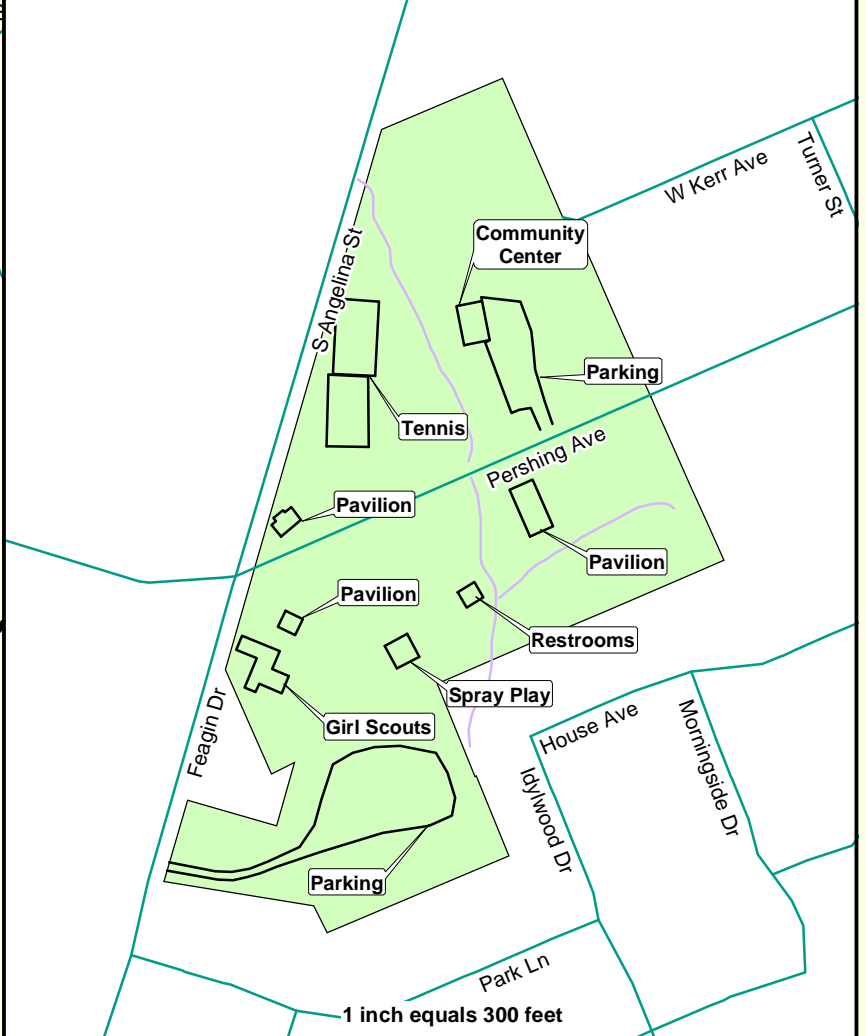 W Kerr Ave
Turner St
Community
Center
S Angelina St
Parking
Tennis
Pershing Ave
Pavilion
Pavilion
Pavilion
Restrooms
Spray Play
Girl Scouts
Feagin Dr
House Ave
Morningside Dr
Idylwood Dr
Parking
Park Ln
1 inch equals 300 feet